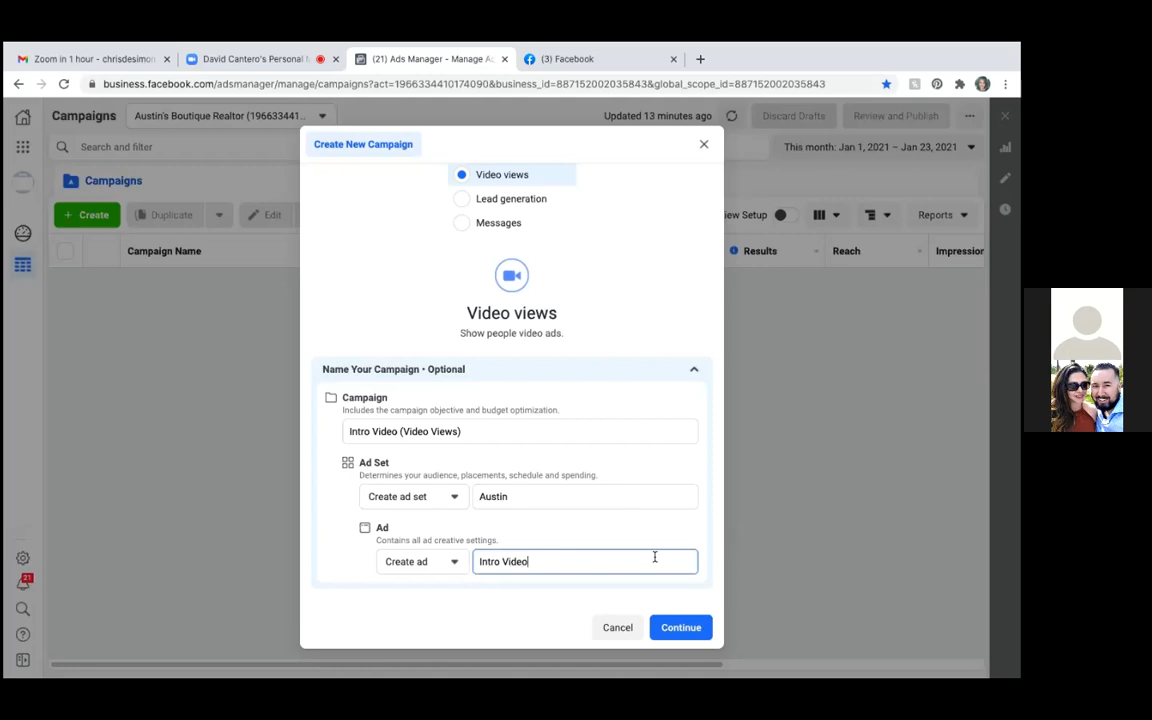 Zoom in 1 hour - chrisdesimon
David Cantero's Personal
(21) Ads Manager - Manage A
(3) Facebook
business.facebook.com/adsmanager/manage/campaigns?act=1966334410174090&business_id=887152002035843&global_scope_id=887152002035843
Campaigns
Austin's Boutique Realtor (19663441...
Updated 13 minutes ago
Discard Drafts
Review and Publish
Create New Campaign
Search and filter
This month: Jan 1, 2021 – Jan 23, 2021
Video views
Campaigns
Lead generation
+ Create
Duplicate
Edit
ew Setup
Reports
Messages
Campaign Name
Results
Reach
Impression
Video views
Show people video ads.
Name Your Campaign • Optional
Campaign
Includes the campaign objective and budget optimization.
Intro Video (Video Views)
Ad Set
Determines your audience, placements, schedule and spending.
Create ad set
Austin
Ad
Contains all ad creative settings.
Create ad
Intro Video
21
Cancel
Continue